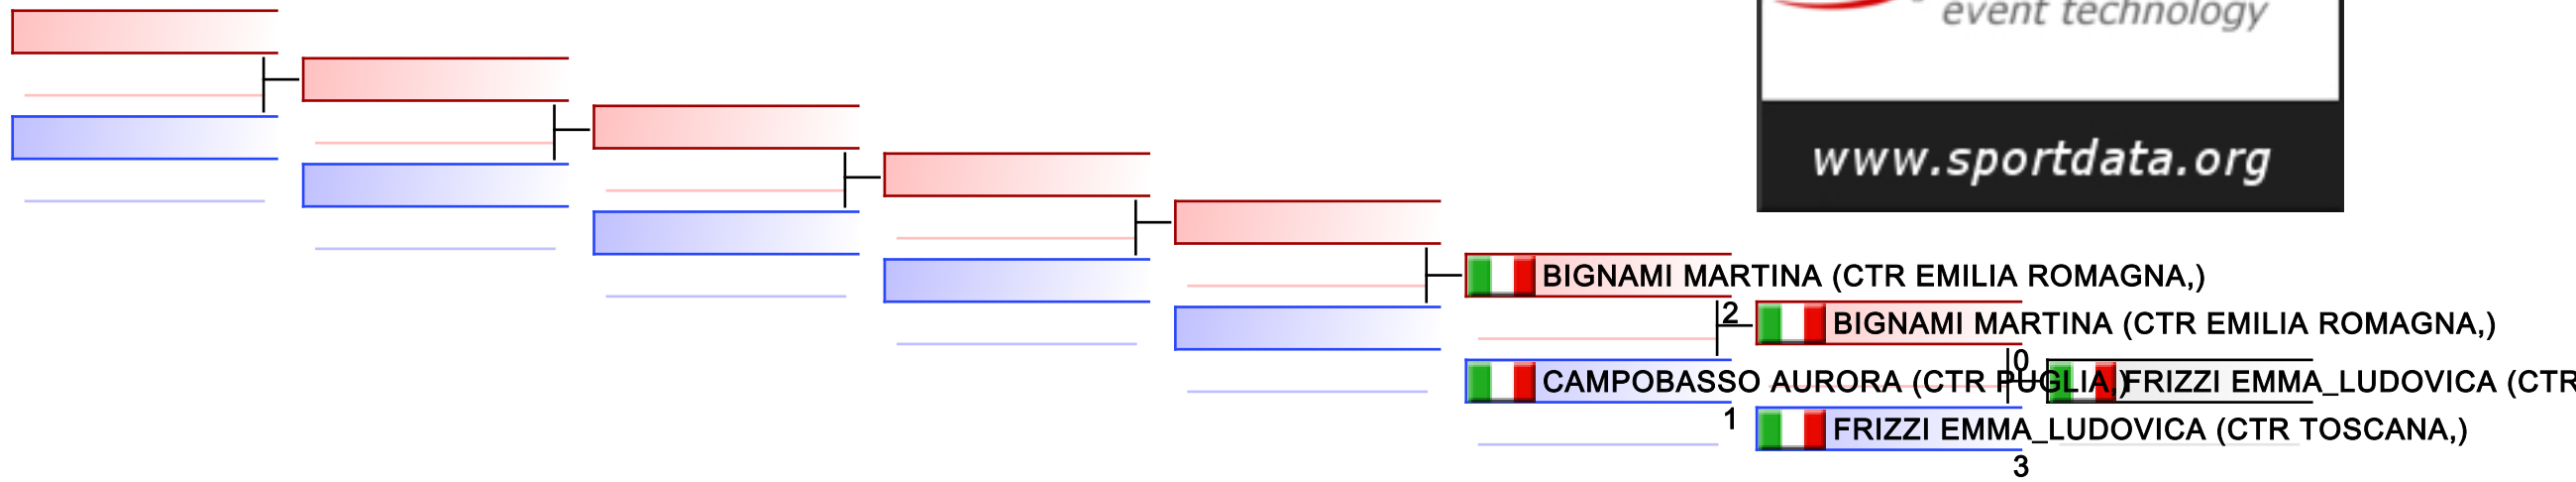 event technology
www.sportdata.org
BIGNAMI MARTINA (CTR EMILIA ROMAGNA,)
2
BIGNAMI MARTINA (CTR EMILIA ROMAGNA,)
0
CAMPOBASSO AURORA (CTR PUGLIA,)
FRIZZI EMMA_LUDOVICA (CTR
1
FRIZZI EMMA_LUDOVICA (CTR TOSCANA,)
3